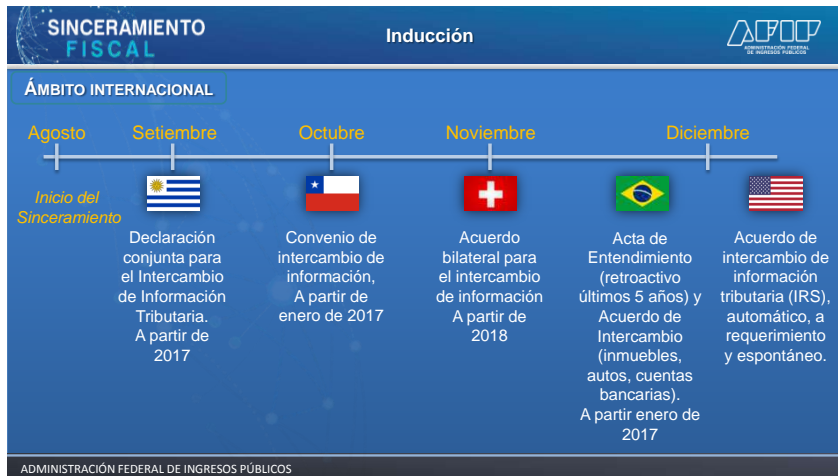 SINCERAMIENTO
FISCAL
Inducción
AFIP
ADMINISTRACIÓN FEDERAL
DE INGRESOS PÚBLICOS
ÁMBITO INTERNACIONAL
Agosto
Setiembre
Octubre
Noviembre
Diciembre
Inicio del
Sinceramiento
Declaración
conjunta para
el Intercambio
de Información
Tributaria.
A partir de
2017
Convenio de
intercambio de
información,
A partir de
enero de 2017
Acuerdo
bilateral para
el intercambio
de información
A partir de
2018
Acta de
Entendimiento
(retroactivo
últimos 5 años) y
Acuerdo de
Intercambio
(inmuebles,
autos, cuentas
bancarias).
A partir enero de
2017
Acuerdo de
intercambio de
información
tributaria (IRS),
automático, a
requerimiento
y espontáneo.
ADMINISTRACIÓN FEDERAL DE INGRESOS PÚBLICOS